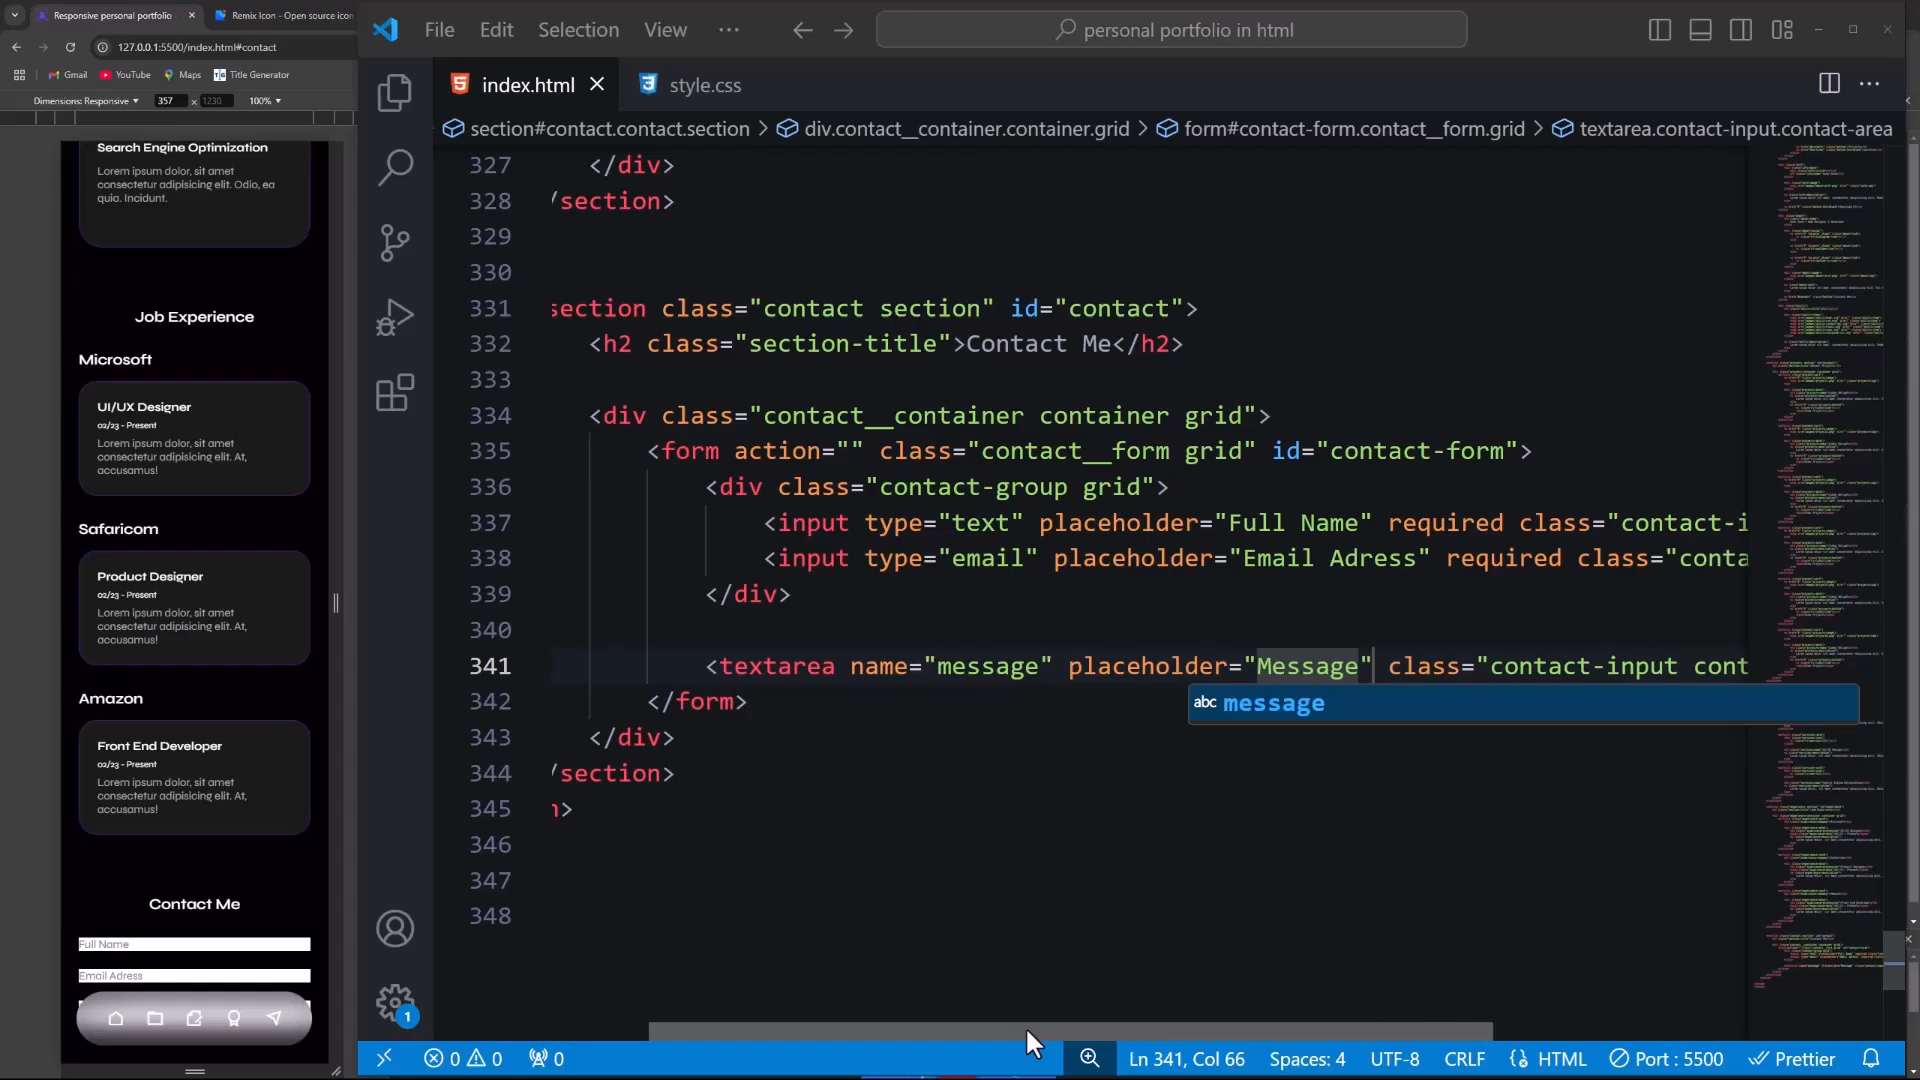 Responsive personal portfolio
Remix Icon - Open source icon
127.0.0.1:5500/index.html#contact
Gmail
YouTube
Maps
Title Generator
Dimensions: Responsive
357
x
1230
100%
Search Engine Optimization
Lorem ipsum dolor, sit amet
consectetur adipisicing elit. Odio, ea
quia. Incidunt.
Job Experience
Microsoft
UI/UX Designer
02/23 - Present
Lorem ipsum dolor, sit amet
consectetur adipisicing elit. At,
accusamus!
Safaricom
Product Designer
02/23 - Present
Lorem ipsum dolor, sit amet
consectetur adipisicing elit. At,
accusamus!
Amazon
Front End Developer
02/23 - Present
Lorem ipsum dolor, sit amet
consectetur adipisicing elit. At,
accusamus!
Contact Me
Full Name
Email Adress
File Edit Selection View ···
personal portfolio in html
index.html
style.css
section#contact.contact.section > div.contact__container.container.grid > form#contact-form.contact__form.grid > textarea.contact-input.contact-area
327 </div>
328 /section>
329
330
331 section class="contact section" id="contact">
332 <h2 class="section-title">Contact Me</h2>
333
334 <div class="contact__container container grid">
335 <form action="" class="contact__form grid" id="contact-form">
336 <div class="contact-group grid">
337 <input type="text" placeholder="Full Name" required class="contact-i
338 <input type="email" placeholder="Email Adress" required class="conta
339 </div>
340
341 <textarea name="message" placeholder="Message" class="contact-input cont
342 </form>
abc message
343 </div>
344 /section>
345 n>
346
347
348
1
0 0 0
Ln 341, Col 66
Spaces: 4
UTF-8
CRLF
HTML
Port : 5500
Prettier